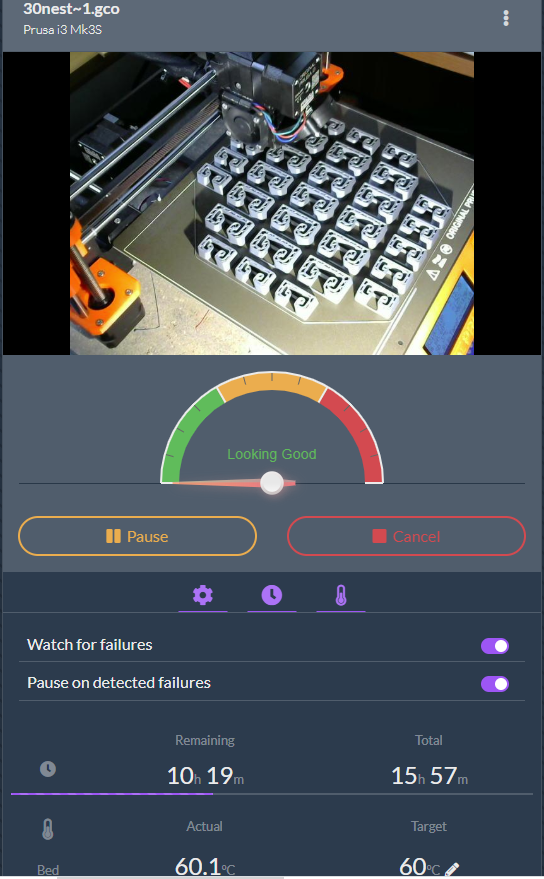 30nest~1.gco
Prusa i3 Mk3S
ORIGINAL PRU
Looking Good
Pause
Cancel
Watch for failures
Pause on detected failures
Remaining Total
10h 19m 15h 57m
Actual Target
Bed 60.1°C 60°C